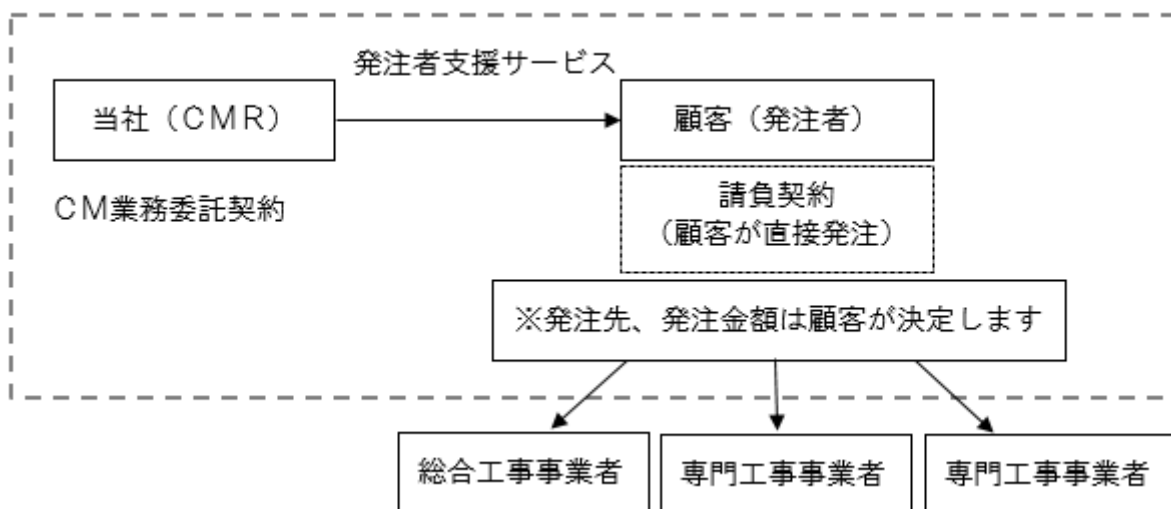 発注者支援サービス
当社（ＣＭＲ）
顧客（発注者）
ＣＭ業務委託契約
請負契約
（顧客が直接発注）
※発注先、発注金額は顧客が決定します
総合工事事業者
専門工事事業者
専門工事事業者